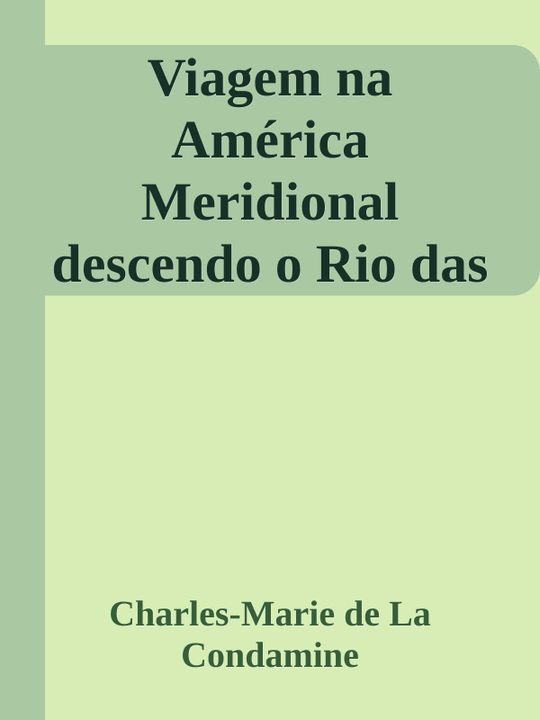 Viagem na
América
Meridional
descendo o Rio das
Charles-Marie de La
Condamine